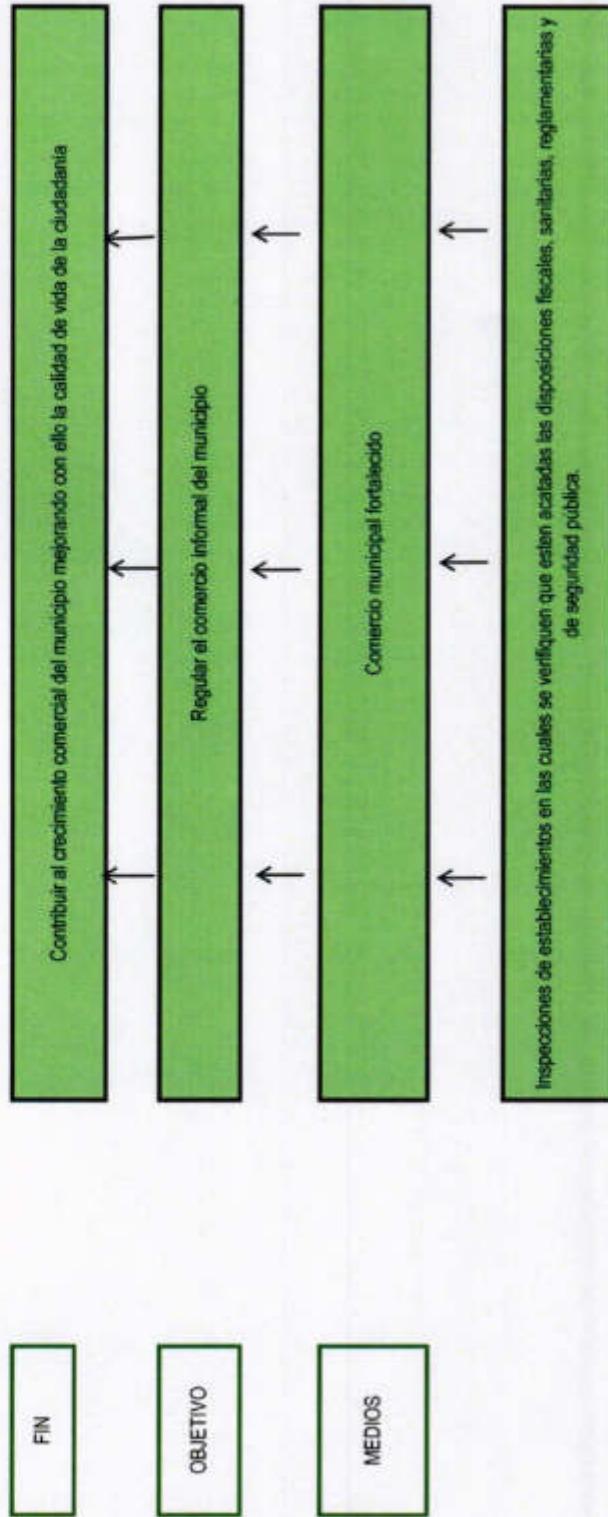 FIN
Contribuir al crecimiento comercial del municipio mejorando con ello la calidad de vida de la ciudadanía
OBJETIVO
Regular el comercio informal del municipio
MEDIOS
Comercio municipal fortalecido
Inspecciones de establecimientos en las cuales se verifiquen que esten acatadas las disposiciones fiscales, sanitarias, reglamentarias y
de seguridad pública.